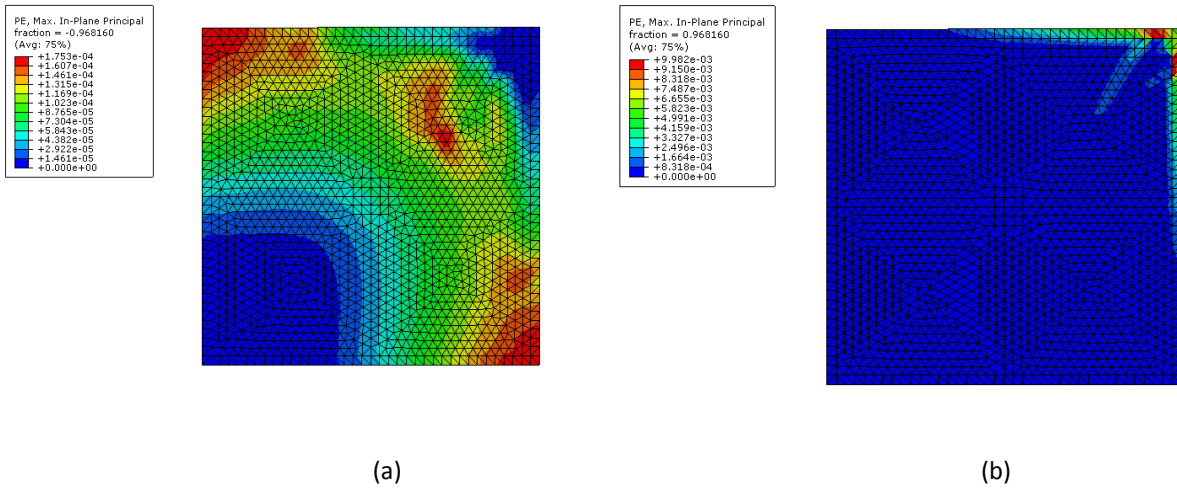 PE, Max. In-Plane Principal
fraction = -0.968160
(Avg: 75%)
+1.753e-04
+1.607e-04
+1.461e-04
+1.315e-04
+1.169e-04
+1.023e-04
+8.765e-05
+7.304e-05
+5.843e-05
+4.382e-05
+2.922e-05
+1.461e-05
+0.000e+00
PE, Max. In-Plane Principal
fraction = 0.968160
(Avg: 75%)
+9.982e-03
+9.150e-03
+8.318e-03
+7.487e-03
+6.655e-03
+5.823e-03
+4.991e-03
+4.159e-03
+3.327e-03
+2.496e-03
+1.664e-03
+8.318e-04
+0.000e+00
(a)
(b)